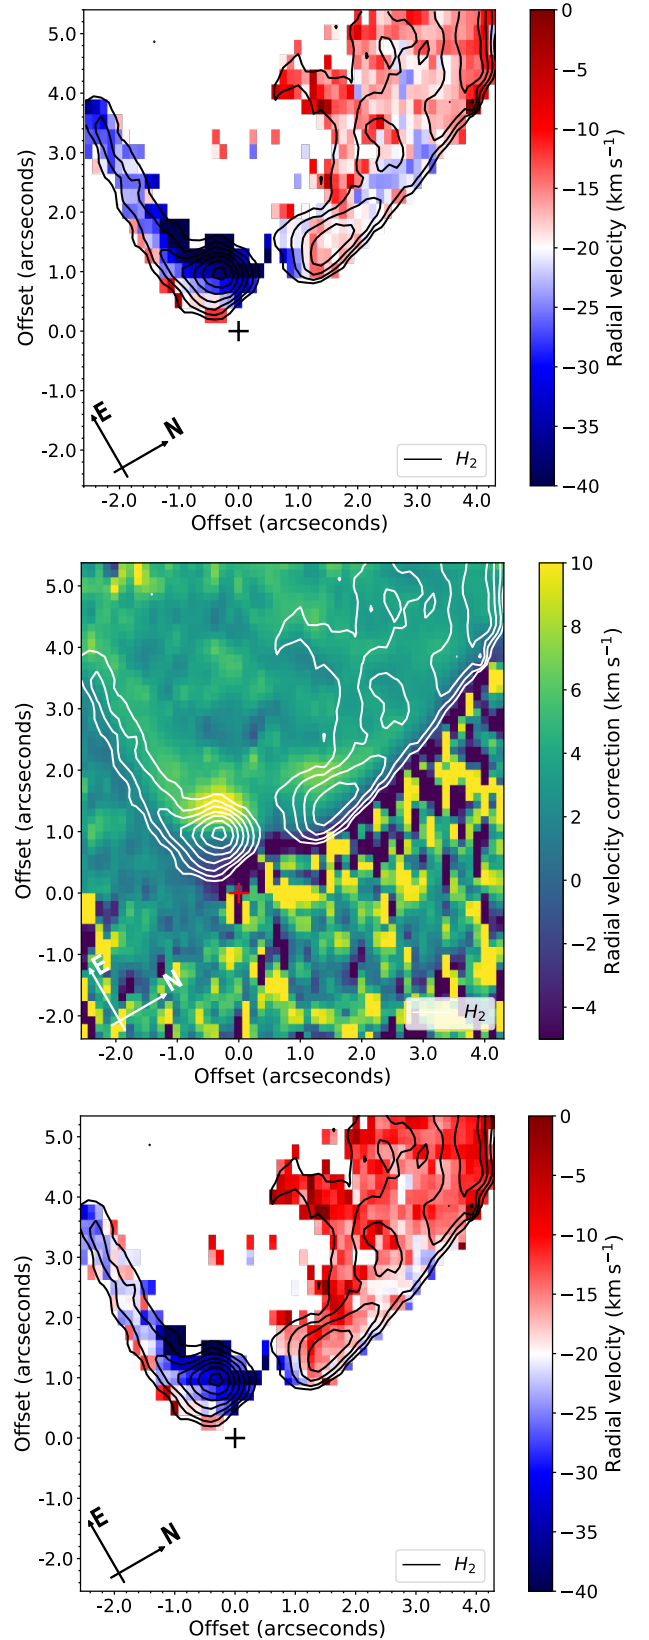 5.0
4.0
3.0
2.0
1.0
0.0
-1.0
-2.0
Offset (arcseconds)
-2.0 -1.0 0.0 1.0 2.0 3.0 4.0
Offset (arcseconds)
E
N
H₂
0
−5
−10
−15
−20
−25
−30
−35
−40
Radial velocity (km s⁻¹)
5.0
4.0
3.0
2.0
1.0
0.0
-1.0
-2.0
Offset (arcseconds)
-2.0 -1.0 0.0 1.0 2.0 3.0 4.0
Offset (arcseconds)
E
N
H₂
10
8
6
4
2
0
−2
−4
Radial velocity correction (km s⁻¹)
5.0
4.0
3.0
2.0
1.0
0.0
-1.0
-2.0
Offset (arcseconds)
-2.0 -1.0 0.0 1.0 2.0 3.0 4.0
Offset (arcseconds)
E
N
H₂
0
−5
−10
−15
−20
−25
−30
−35
−40
Radial velocity (km s⁻¹)